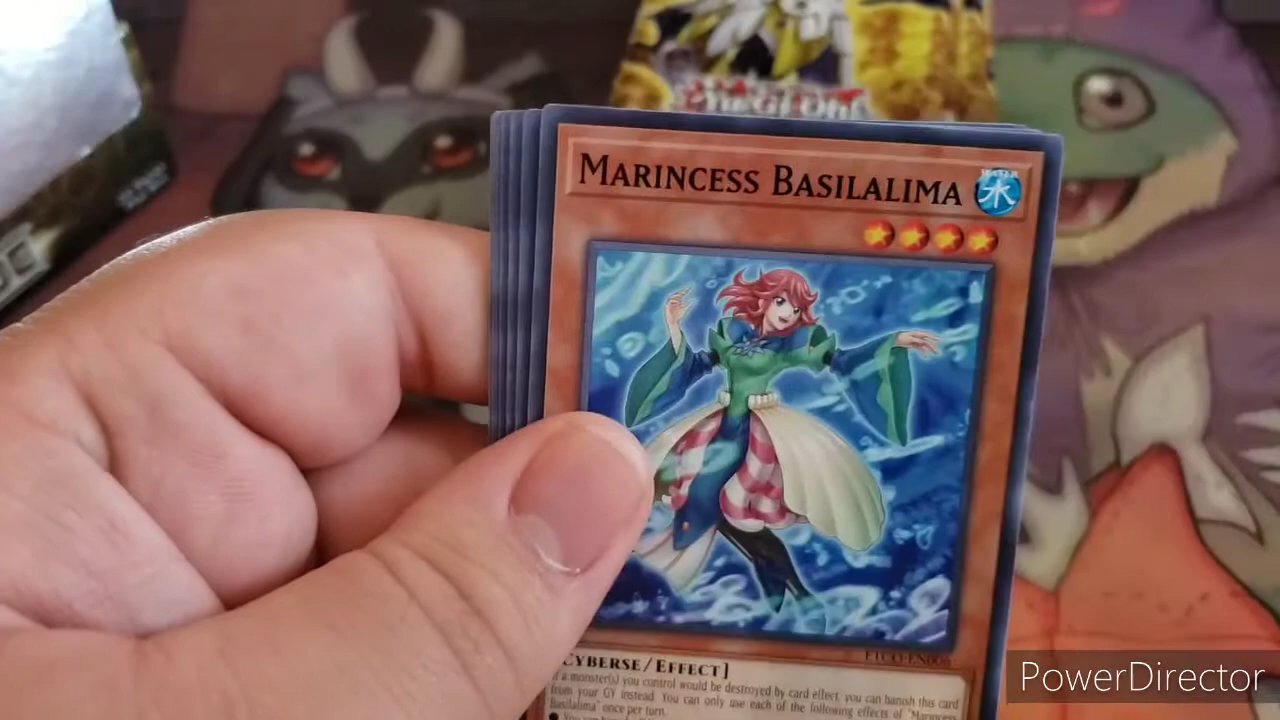 MARINCESS BASILALIMA
WATER
水
ETCO-EN006
[CYBERSE/EFFECT]
If a monster(s) you control would be destroyed by card effect, you can banish this card
from your GY instead. You can only use each of the following effects of "Marincess
Basilalima" once per turn.
PowerDirector